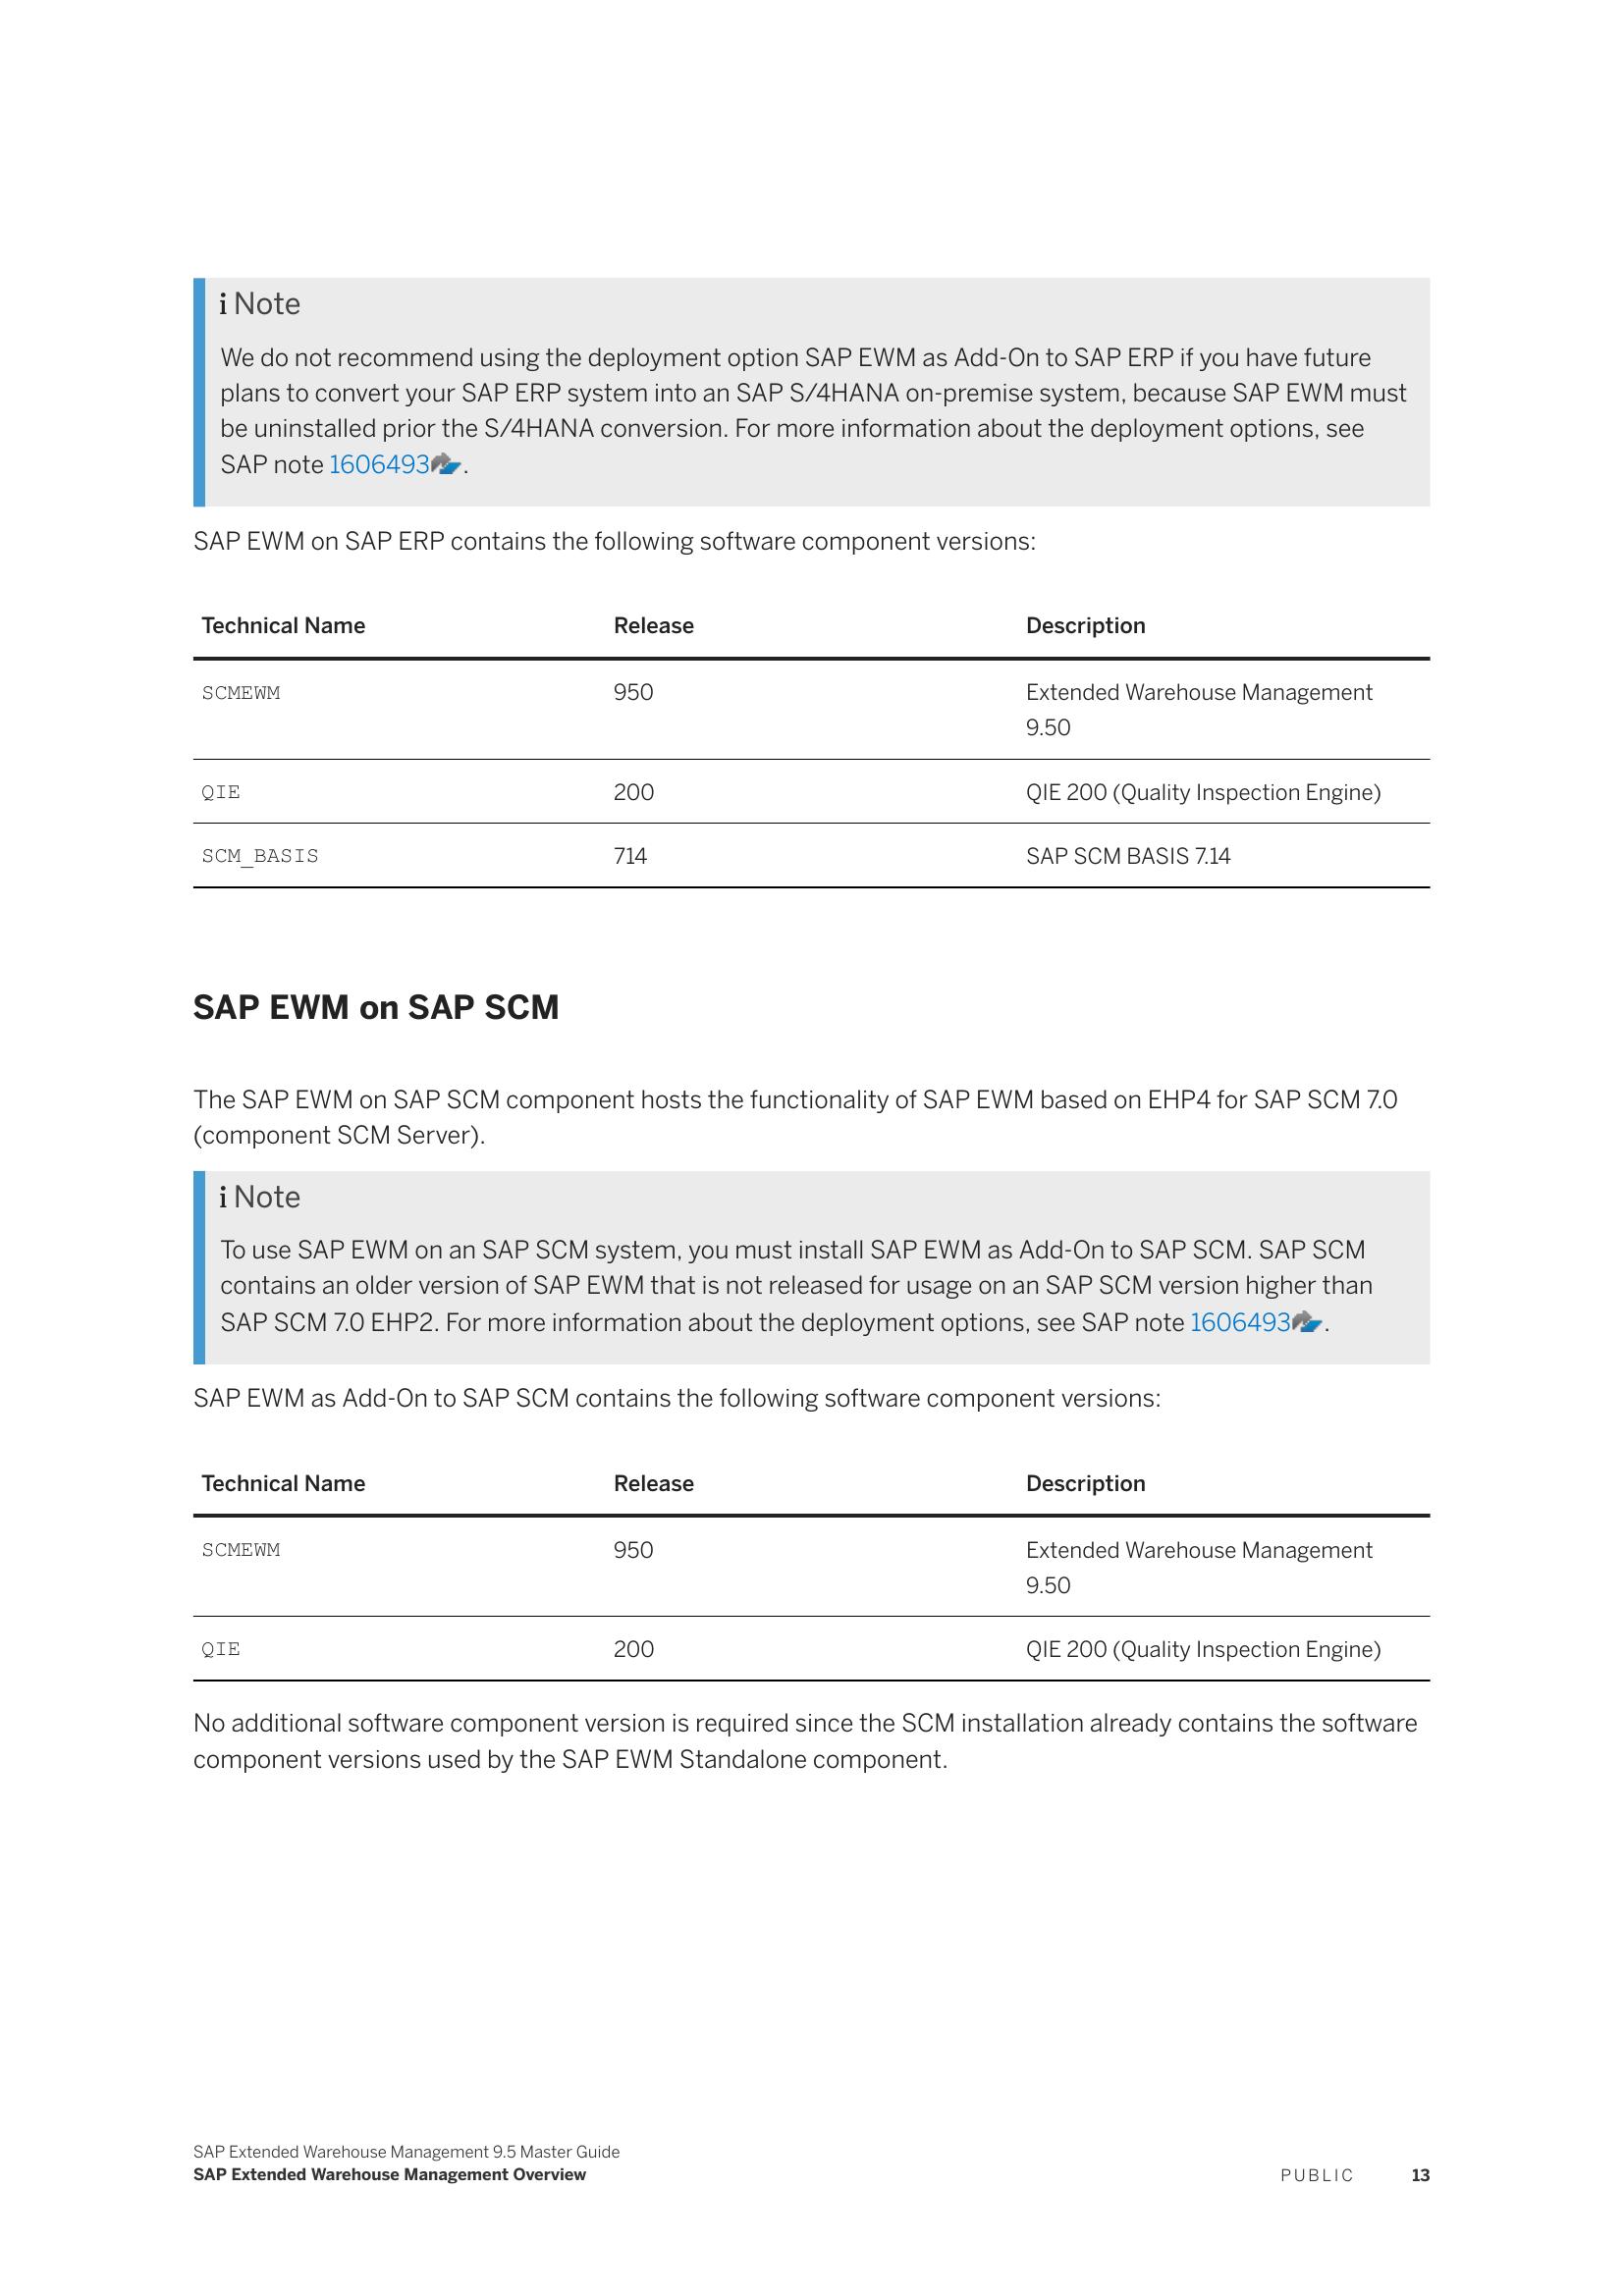 i Note
We do not recommend using the deployment option SAP EWM as Add-On to SAP ERP if you have future
plans to convert your SAP ERP system into an SAP S/4HANA on-premise system, because SAP EWM must
be uninstalled prior the S/4HANA conversion. For more information about the deployment options, see
SAP note 1606493.
SAP EWM on SAP ERP contains the following software component versions:
Technical Name Release Description
SCMEWM 950 Extended Warehouse Management
9.50
QIE 200 QIE 200 (Quality Inspection Engine)
SCM_BASIS 714 SAP SCM BASIS 7.14
SAP EWM on SAP SCM
The SAP EWM on SAP SCM component hosts the functionality of SAP EWM based on EHP4 for SAP SCM 7.0
(component SCM Server).
i Note
To use SAP EWM on an SAP SCM system, you must install SAP EWM as Add-On to SAP SCM. SAP SCM
contains an older version of SAP EWM that is not released for usage on an SAP SCM version higher than
SAP SCM 7.0 EHP2. For more information about the deployment options, see SAP note 1606493.
SAP EWM as Add-On to SAP SCM contains the following software component versions:
Technical Name Release Description
SCMEWM 950 Extended Warehouse Management
9.50
QIE 200 QIE 200 (Quality Inspection Engine)
No additional software component version is required since the SCM installation already contains the software
component versions used by the SAP EWM Standalone component.
SAP Extended Warehouse Management 9.5 Master Guide
SAP Extended Warehouse Management Overview PUBLIC 13